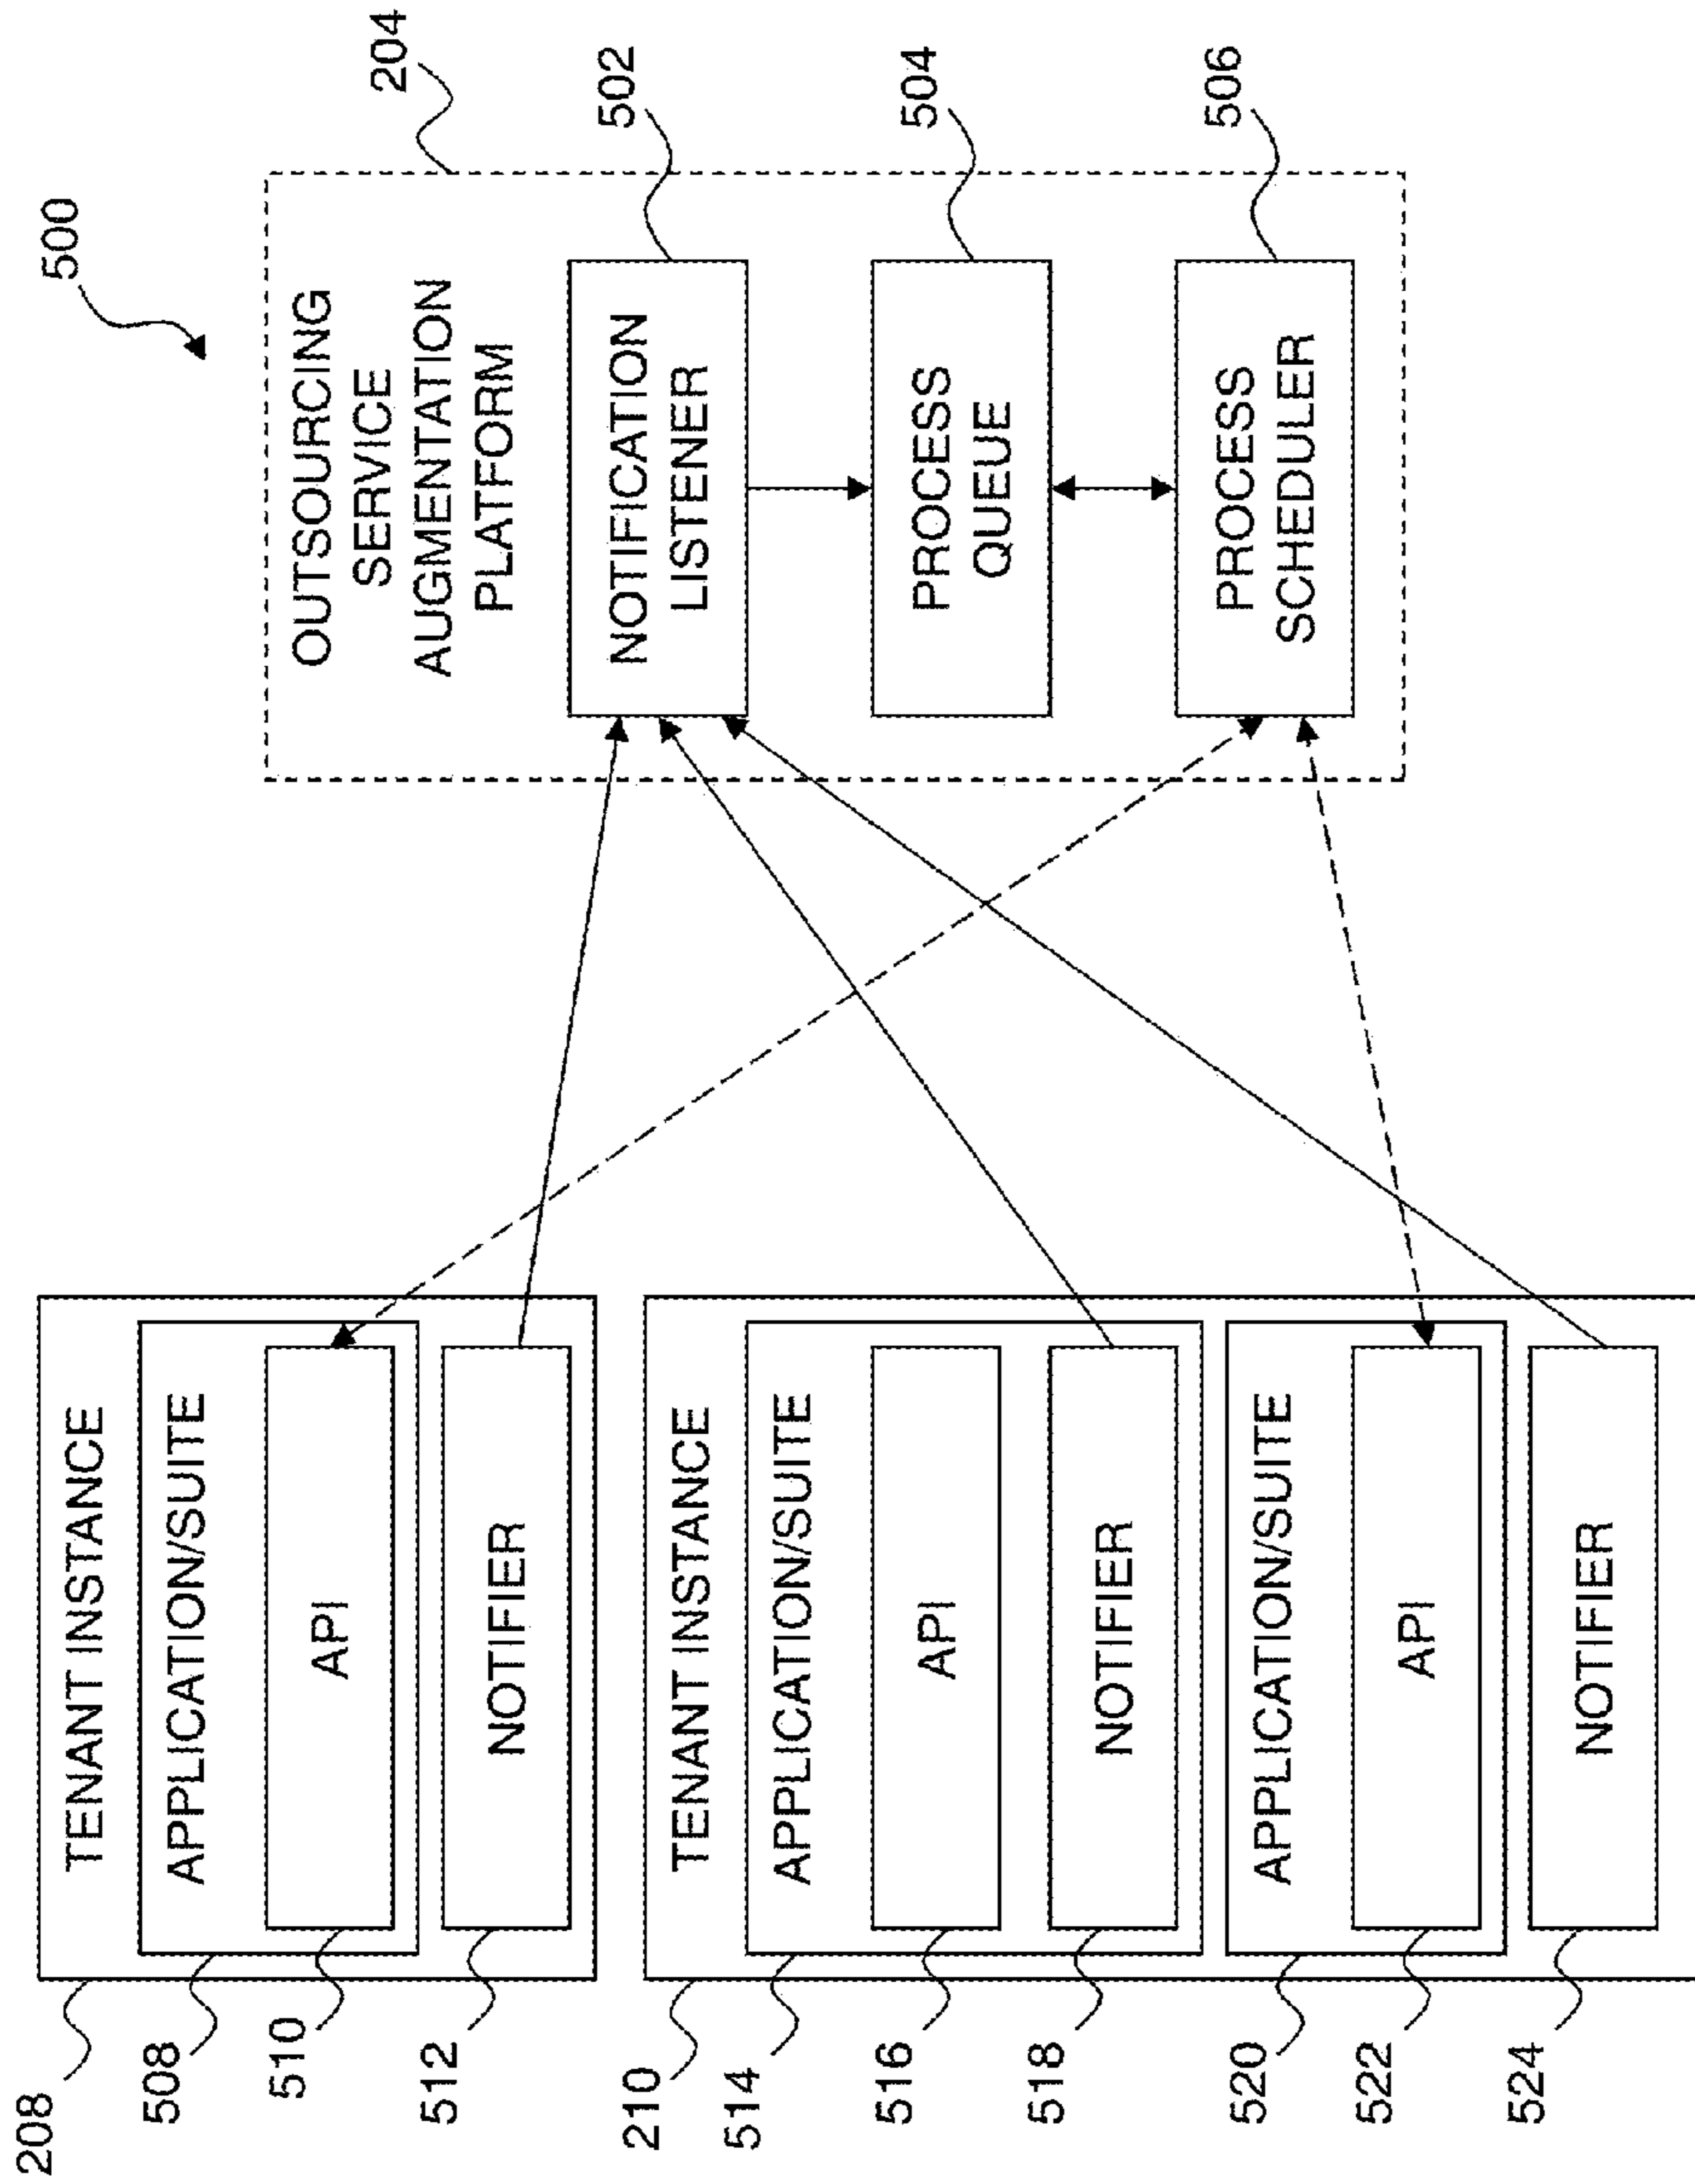 500
204
OUTSOURCING
SERVICE
AUGMENTATION
PLATFORM
NOTIFICATION
LISTENER
502
PROCESS
QUEUE
504
PROCESS
SCHEDULER
506
208
TENANT INSTANCE
508
APPLICATION/SUITE
510
API
512
NOTIFIER
210
TENANT INSTANCE
514
APPLICATION/SUITE
516
API
518
NOTIFIER
520
APPLICATION/SUITE
522
API
524
NOTIFIER